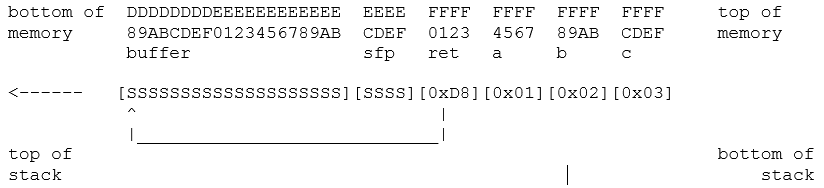 bottom of  DDDDDDDDEEEEEEEEEEEE  EEEE  FFFF  FFFF  FFFF  FFFF     top of
memory     89ABCDEF0123456789AB  CDEF  0123  4567  89AB  CDEF     memory
           buffer                sfp   ret   a     b     c
<------   [SSSSSSSSSSSSSSSSSSSS][SSSS][0xD8][0x01][0x02][0x03]
           ^                            |
           |____________________________|
top of                                                            bottom of
stack                                                                 stack